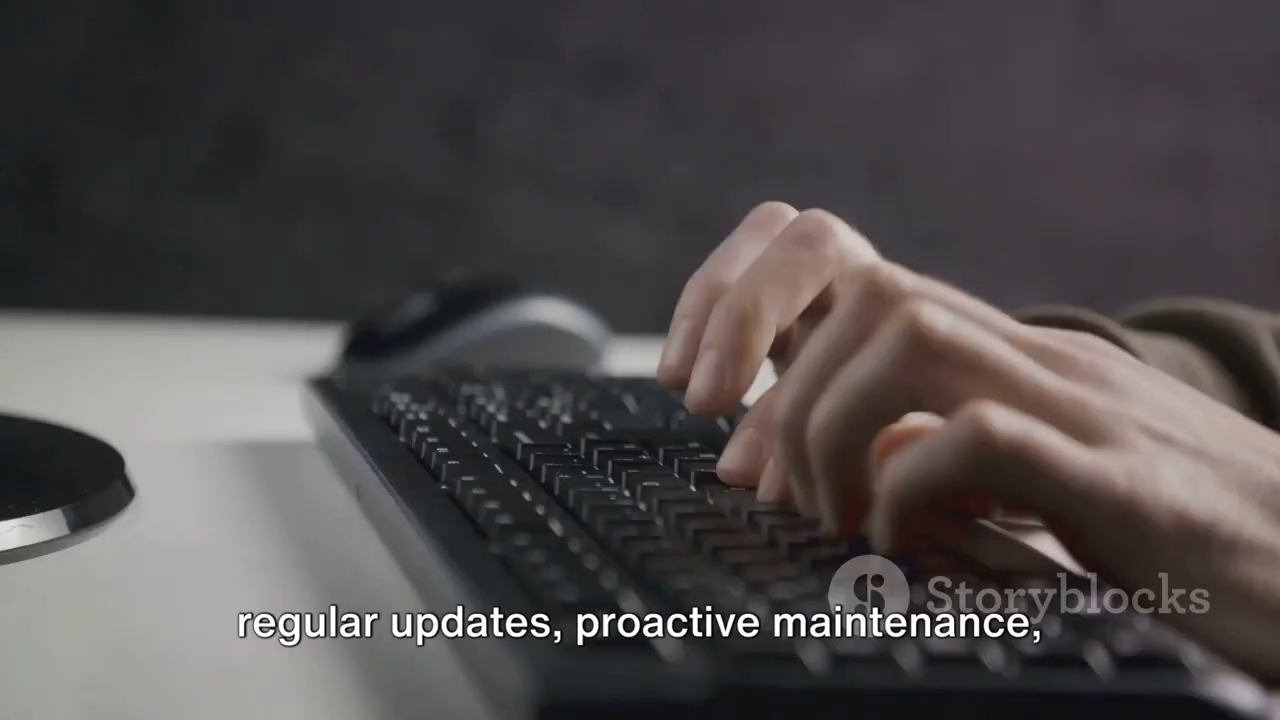 Storyblocks
regular updates, proactive maintenance,